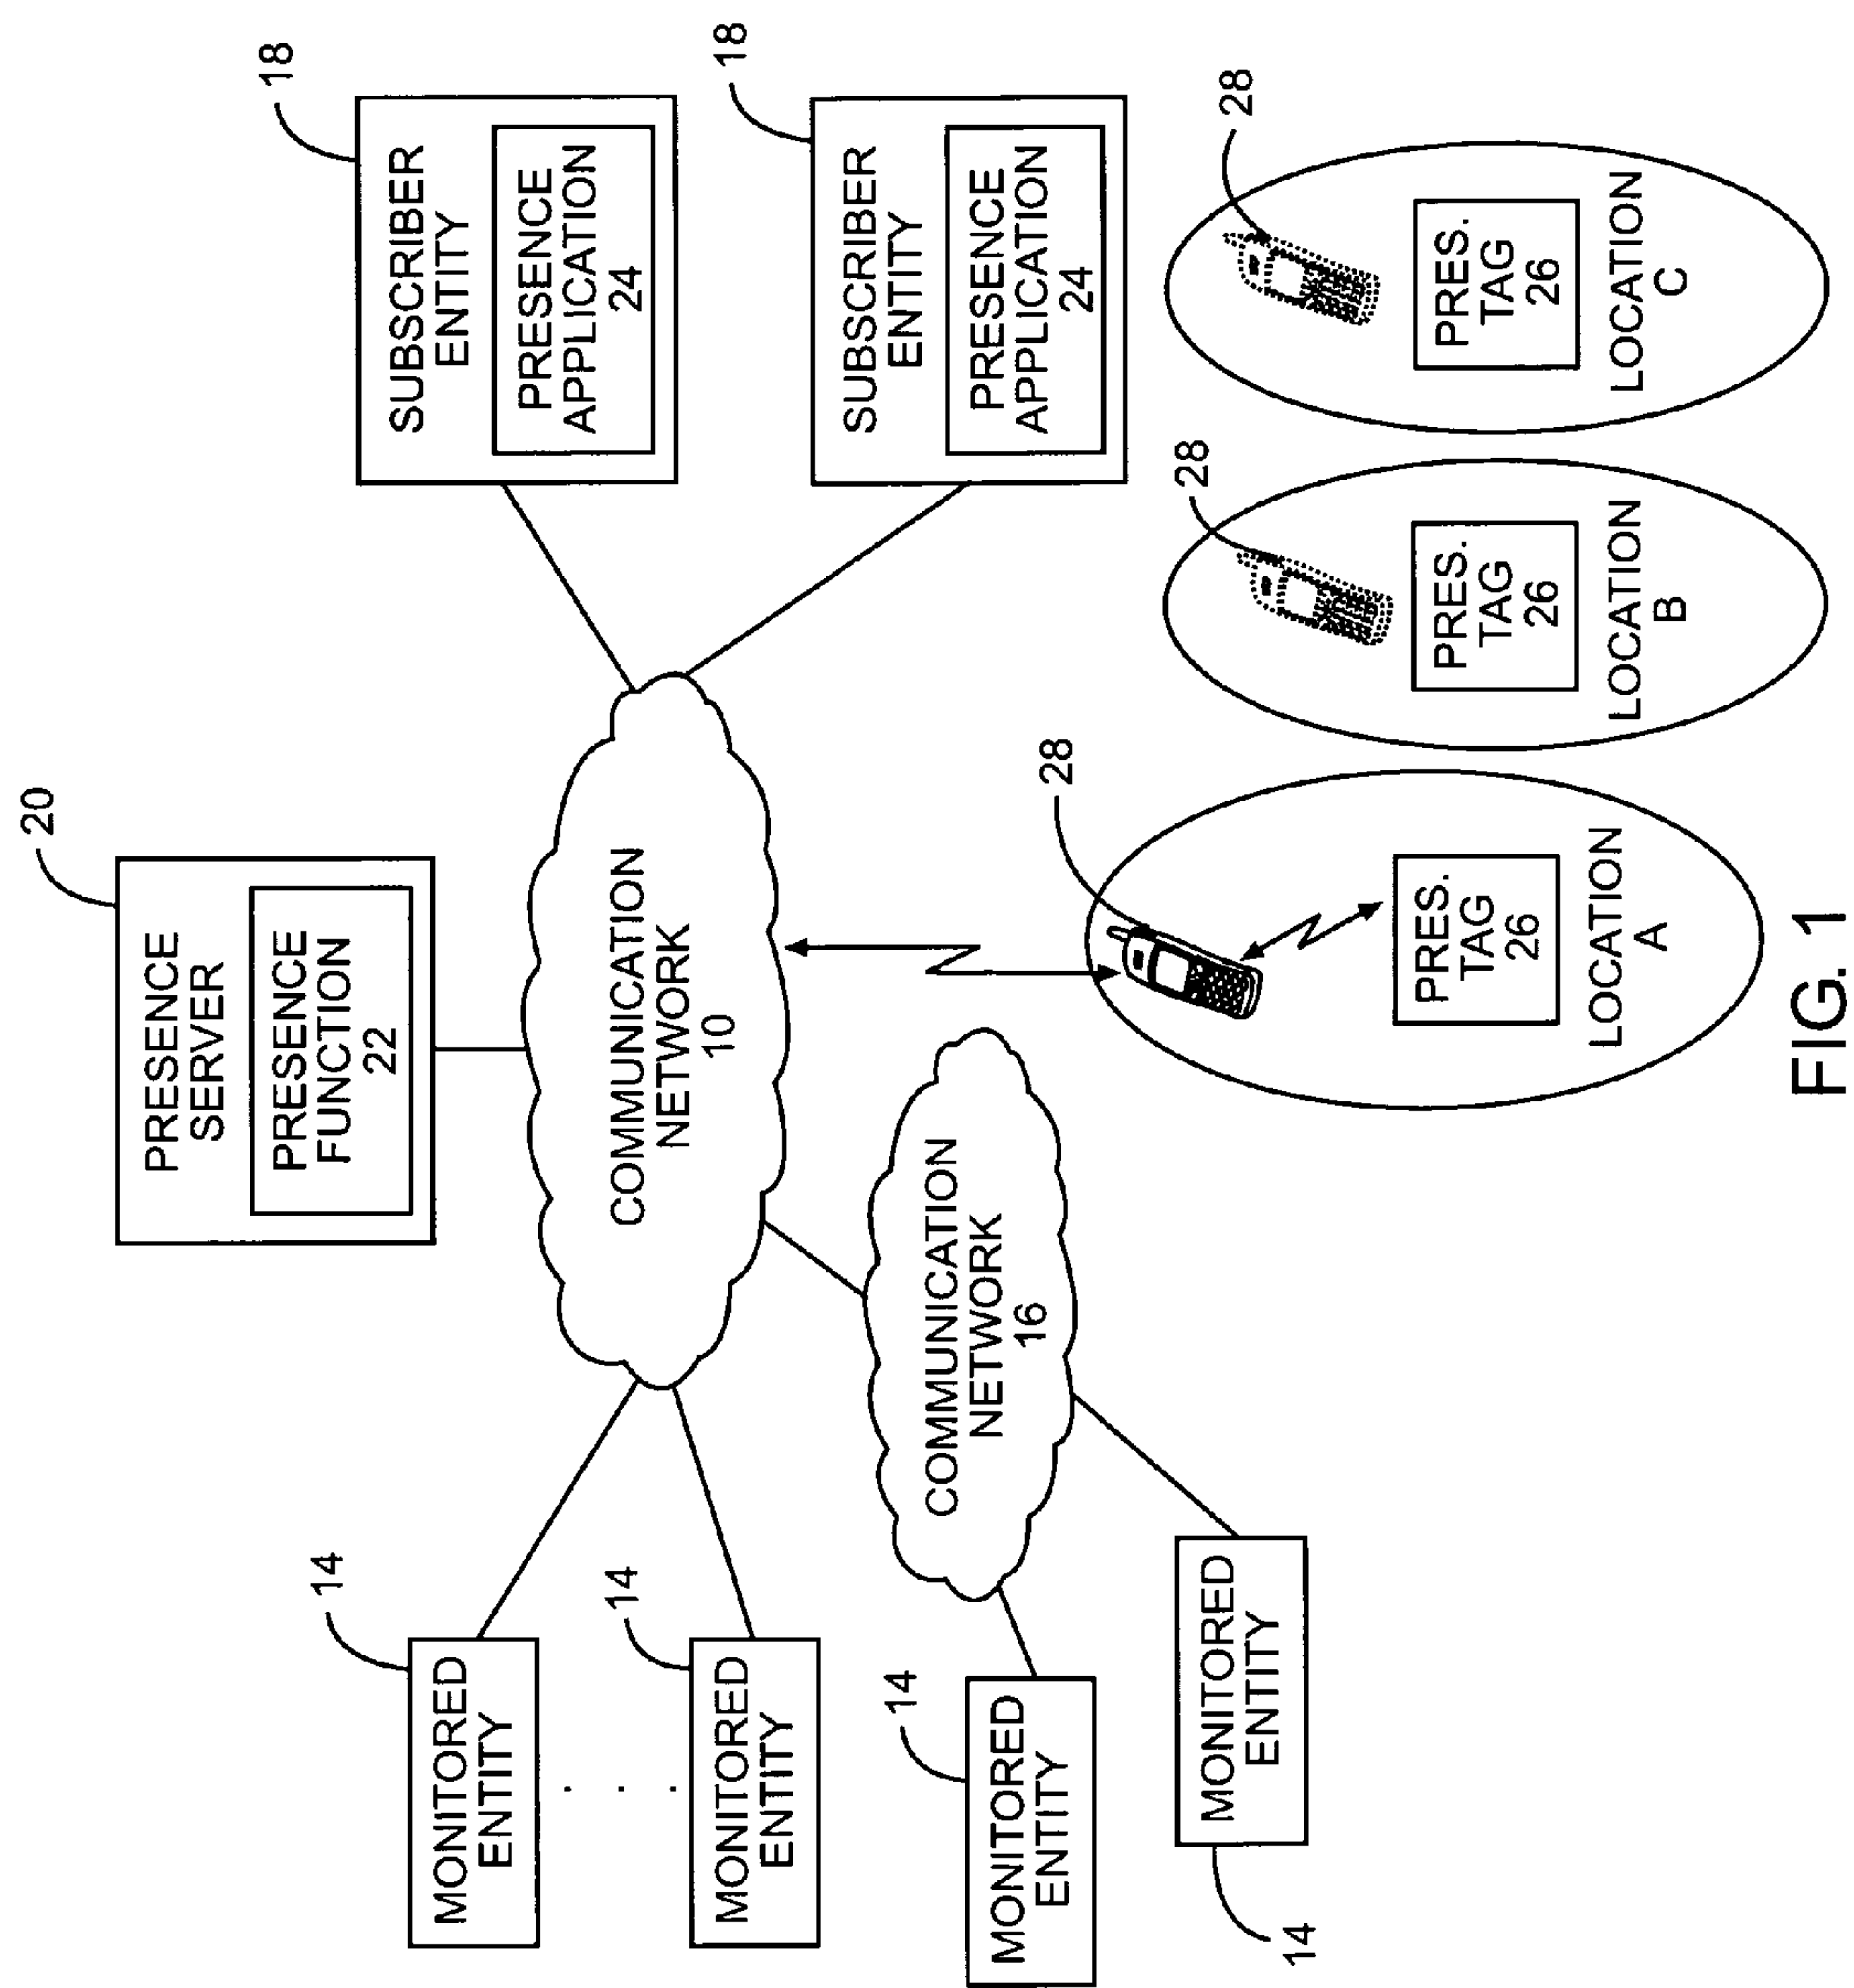 20
PRESENCE
SERVER
PRESENCE
FUNCTION
22
18
SUBSCRIBER
ENTITY
PRESENCE
APPLICATION
24
18
SUBSCRIBER
ENTITY
PRESENCE
APPLICATION
24
14
MONITORED
ENTITY
. . .
14
MONITORED
ENTITY
COMMUNICATION
NETWORK
10
14
MONITORED
ENTITY
14
MONITORED
ENTITY
COMMUNICATION
NETWORK
16
28
PRES.
TAG
26
LOCATION
A
28
PRES.
TAG
26
LOCATION
B
28
PRES.
TAG
26
LOCATION
C
FIG. 1